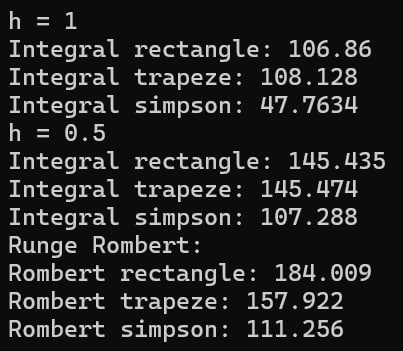 h = 1
Integral rectangle: 106.86
Integral trapeze: 108.128
Integral simpson: 47.7634
h = 0.5
Integral rectangle: 145.435
Integral trapeze: 145.474
Integral simpson: 107.288
Runge Rombert:
Rombert rectangle: 184.009
Rombert trapeze: 157.922
Rombert simpson: 111.256